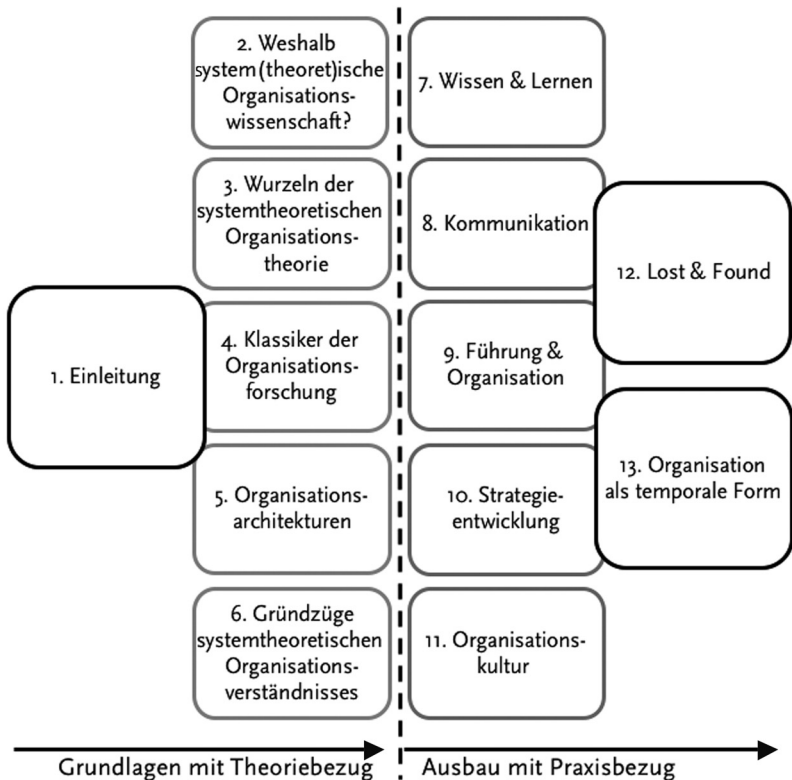 1. Einleitung
2. Weshalb
system(theoret)ische
Organisations-
wissenschaft?
3. Wurzeln der
systemtheoretischen
Organisations-
theorie
4. Klassiker der
Organisations-
forschung
5. Organisations-
architekturen
6. Gründzüge
systemtheoretischen
Organisations-
verständnisses
7. Wissen & Lernen
8. Kommunikation
9. Führung &
Organisation
10. Strategie-
entwicklung
11. Organisations-
kultur
12. Lost & Found
13. Organisation
als temporale Form
Grundlagen mit Theoriebezug
Ausbau mit Praxisbezug